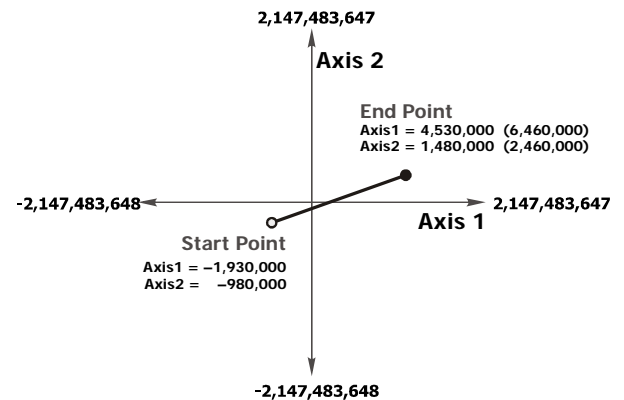 2,147,483,647
Axis 2
End Point
Axis1 = 4,530,000 (6,460,000)
Axis2 = 1,480,000 (2,460,000)
-2,147,483,648
2,147,483,647
Axis 1
Start Point
Axis1 = –1,930,000
Axis2 = –980,000
-2,147,483,648